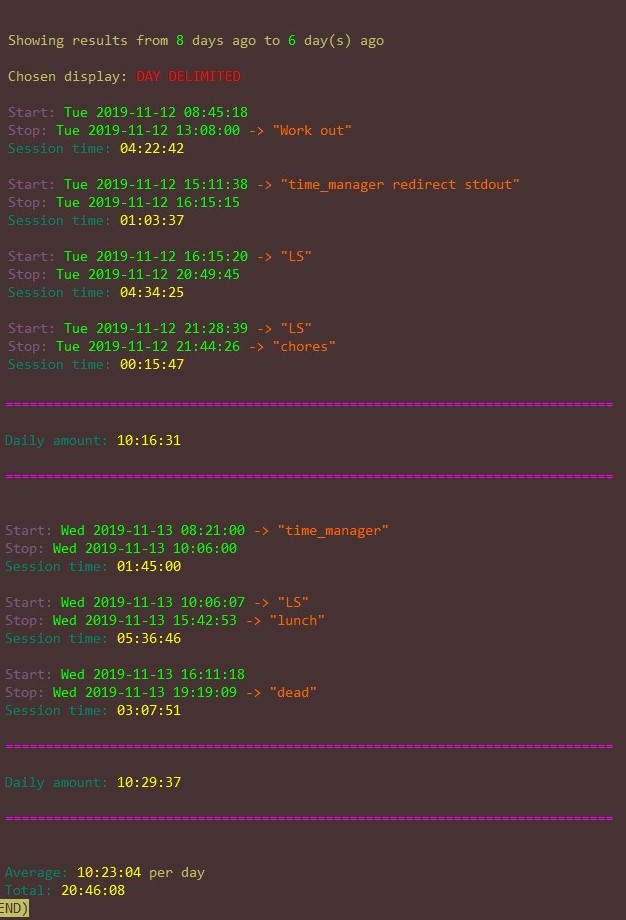 Showing results from 8 days ago to 6 day(s) ago
Chosen display: DAY DELIMITED
Start: Tue 2019-11-12 08:45:18
Stop: Tue 2019-11-12 13:08:00 -> "Work out"
Session time: 04:22:42
Start: Tue 2019-11-12 15:11:38 -> "time_manager redirect stdout"
Stop: Tue 2019-11-12 16:15:15
Session time: 01:03:37
Start: Tue 2019-11-12 16:15:20 -> "LS"
Stop: Tue 2019-11-12 20:49:45
Session time: 04:34:25
Start: Tue 2019-11-12 21:28:39 -> "LS"
Stop: Tue 2019-11-12 21:44:26 -> "chores"
Session time: 00:15:47
============================================================================
Daily amount: 10:16:31
============================================================================
Start: Wed 2019-11-13 08:21:00 -> "time_manager"
Stop: Wed 2019-11-13 10:06:00
Session time: 01:45:00
Start: Wed 2019-11-13 10:06:07 -> "LS"
Stop: Wed 2019-11-13 15:42:53 -> "lunch"
Session time: 05:36:46
Start: Wed 2019-11-13 16:11:18
Stop: Wed 2019-11-13 19:19:09 -> "dead"
Session time: 03:07:51
============================================================================
Daily amount: 10:29:37
============================================================================
Average: 10:23:04 per day
Total: 20:46:08
END)